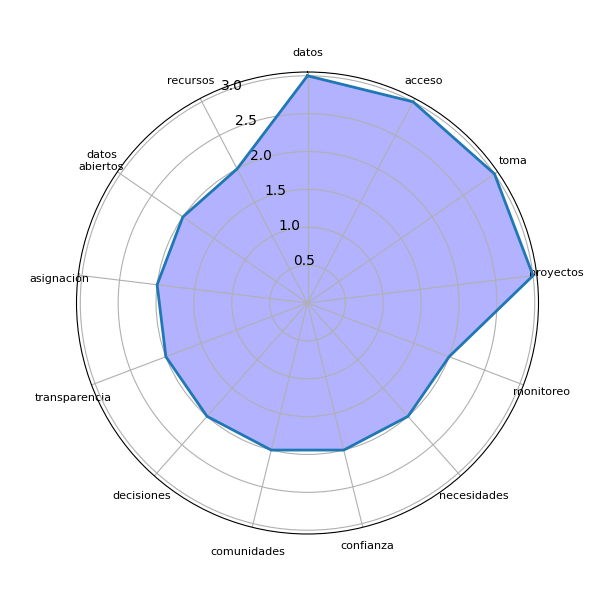 datos
recursos
acceso
3.0
2.5
datos
abiertos
toma
2.0
1.5
1.0
0.5
asignación
proyectos
transparencia
monitoreo
decisiones
necesidades
comunidades
confianza